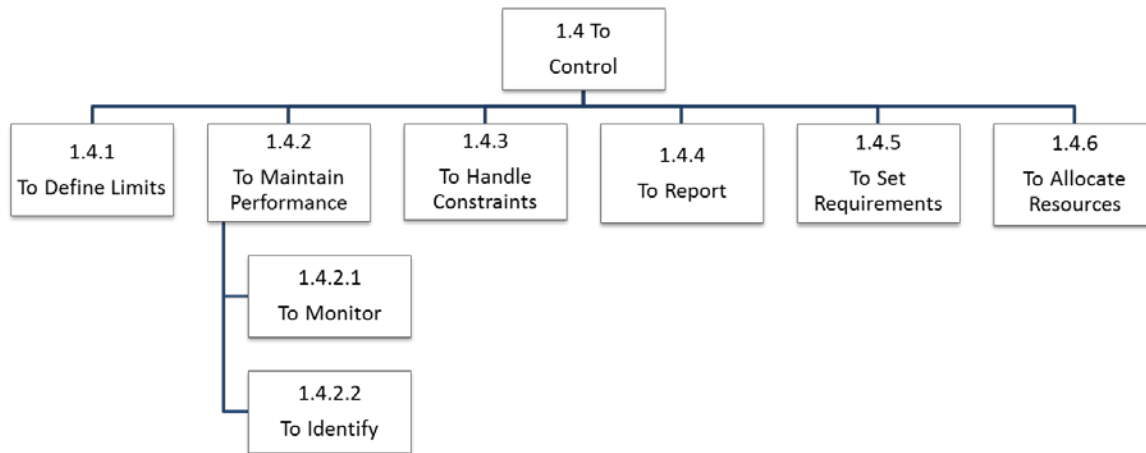 1.4 To
Control
1.4.1
To Define Limits
1.4.2
To Maintain
Performance
1.4.3
To Handle
Constraints
1.4.4
To Report
1.4.5
To Set
Requirements
1.4.6
To Allocate
Resources
1.4.2.1
To Monitor
1.4.2.2
To Identify